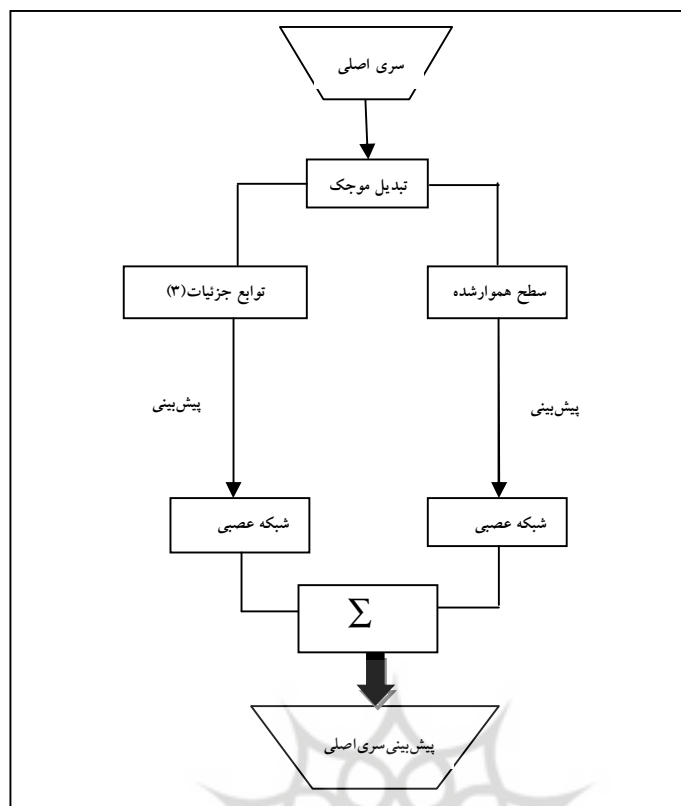 سری اصلی
تبدیل موجک
سطح هموارشده
توابع جزئیات(۳)
پیش‌بینی
پیش‌بینی
شبکه عصبی
شبکه عصبی
Σ
پیش‌بینی سری اصلی